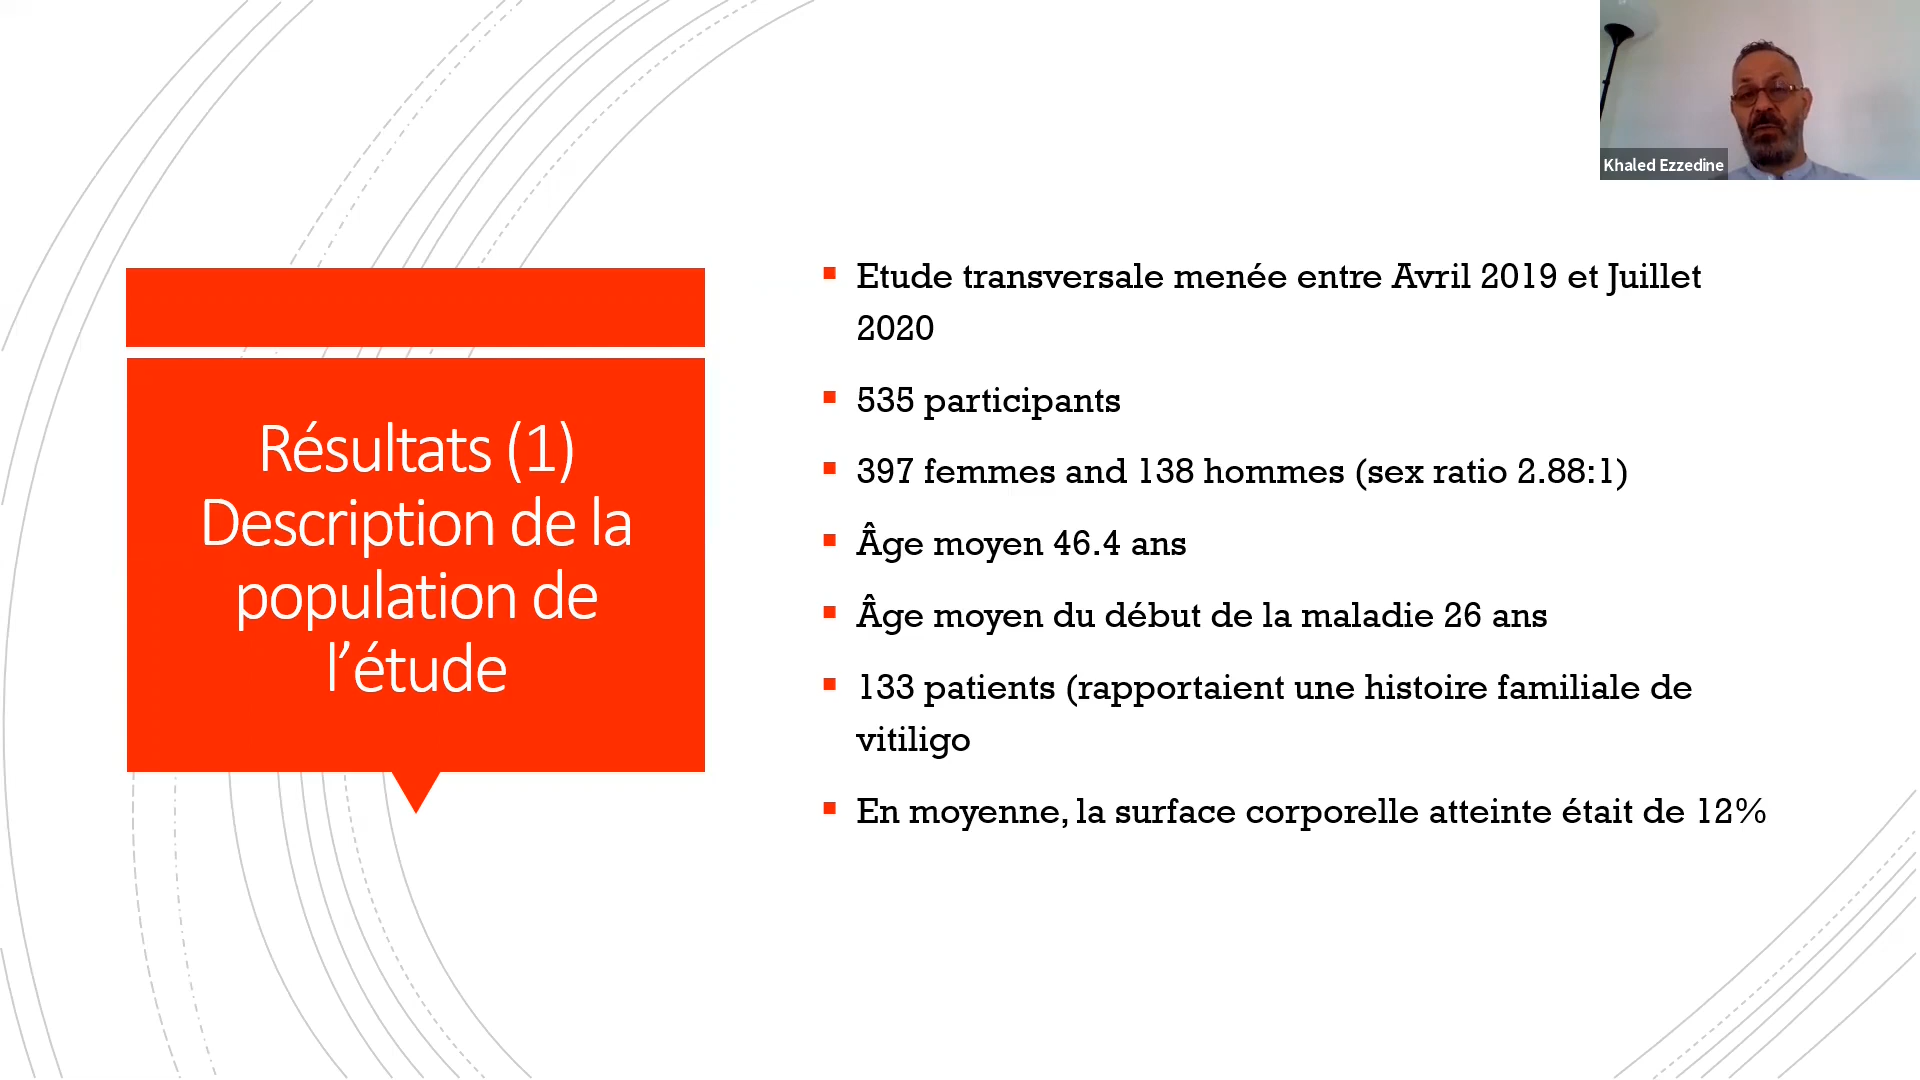 Khaled Ezzedine
Résultats (1)
Description de la
population de
l’étude
Etude transversale menée entre Avril 2019 et Juillet
2020
535 participants
397 femmes and 138 hommes (sex ratio 2.88:1)
Âge moyen 46.4 ans
Âge moyen du début de la maladie 26 ans
133 patients (rapportaient une histoire familiale de
vitiligo
En moyenne, la surface corporelle atteinte était de 12%